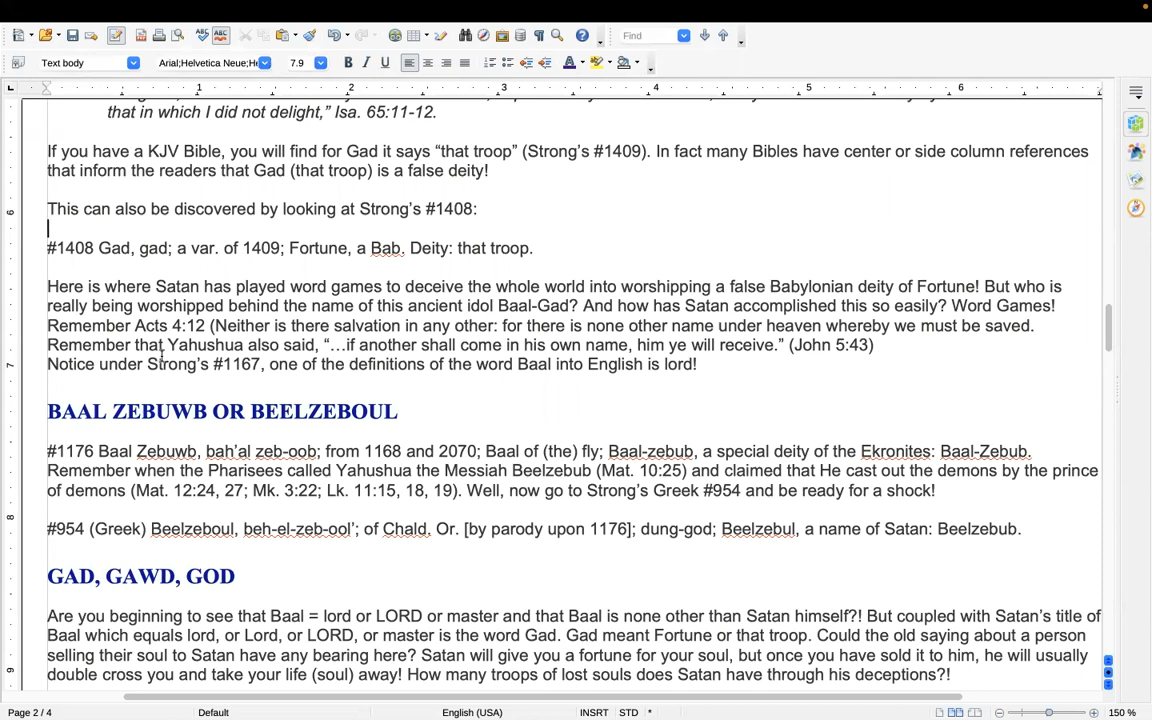 Find
Text body
Arial;Helvetica Neue;He
7.9
B I U
1 2 3 4 5 6
that in which I did not delight,” Isa. 65:11-12.
If you have a KJV Bible, you will find for Gad it says “that troop” (Strong’s #1409). In fact many Bibles have center or side column references
that inform the readers that Gad (that troop) is a false deity!
6
This can also be discovered by looking at Strong’s #1408:
#1408 Gad, gad; a var. of 1409; Fortune, a Bab. Deity: that troop.
Here is where Satan has played word games to deceive the whole world into worshipping a false Babylonian deity of Fortune! But who is
really being worshipped behind the name of this ancient idol Baal-Gad? And how has Satan accomplished this so easily? Word Games!
Remember Acts 4:12 (Neither is there salvation in any other: for there is none other name under heaven whereby we must be saved.
Remember that Yahushua also said, “…if another shall come in his own name, him ye will receive.” (John 5:43)
7
Notice under Strong’s #1167, one of the definitions of the word Baal into English is lord!
BAAL ZEBUWB OR BEELZEBOUL
#1176 Baal Zebuwb, bah’al zeb-oob; from 1168 and 2070; Baal of (the) fly; Baal-zebub, a special deity of the Ekronites: Baal-Zebub.
Remember when the Pharisees called Yahushua the Messiah Beelzebub (Mat. 10:25) and claimed that He cast out the demons by the prince
of demons (Mat. 12:24, 27; Mk. 3:22; Lk. 11:15, 18, 19). Well, now go to Strong’s Greek #954 and be ready for a shock!
8
#954 (Greek) Beelzeboul, beh-el-zeb-ool’; of Chald. Or. [by parody upon 1176]; dung-god; Beelzebul, a name of Satan: Beelzebub.
GAD, GAWD, GOD
Are you beginning to see that Baal = lord or LORD or master and that Baal is none other than Satan himself?! But coupled with Satan’s title of
Baal which equals lord, or Lord, or LORD, or master is the word Gad. Gad meant Fortune or that troop. Could the old saying about a person
selling their soul to Satan have any bearing here? Satan will give you a fortune for your soul, but once you have sold it to him, he will usually
9
double cross you and take your life (soul) away! How many troops of lost souls does Satan have through his deceptions?!
Page 2 / 4
Default
English (USA)
INSRT
STD
*
150 %